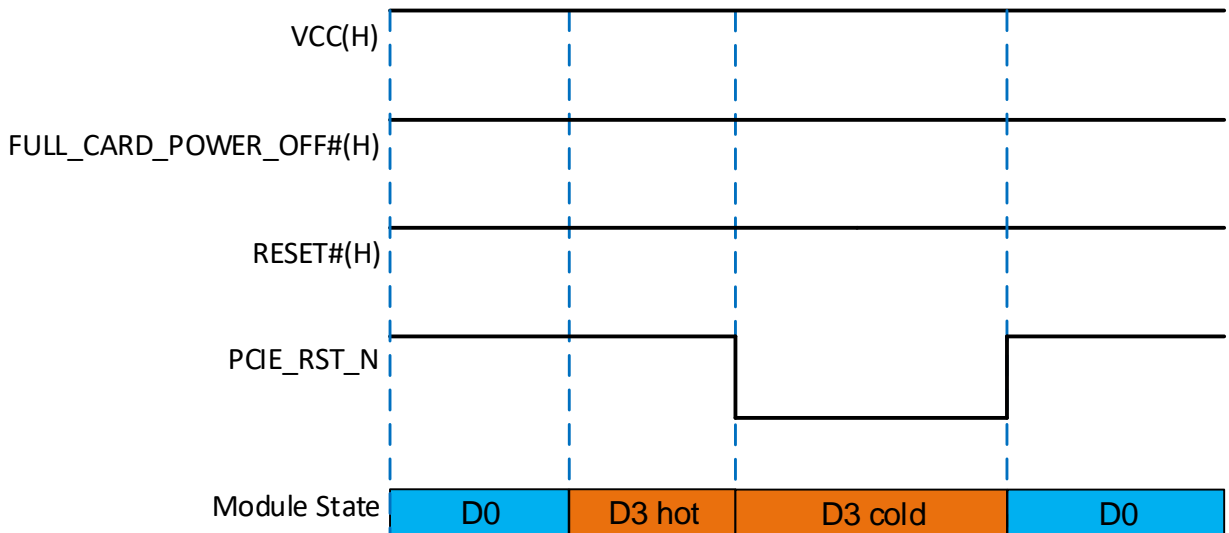 VCC(H)
FULL_CARD_POWER_OFF#(H)
RESET#(H)
PCIE_RST_N
Module State D0 D3 hot D3 cold D0